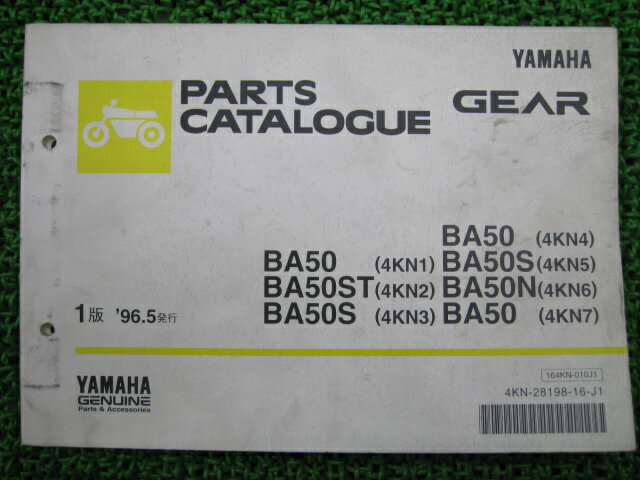 YAMAHA
PARTS
CATALOGUE
GEAR
BA50 (4KN1)
BA50ST (4KN2)
BA50S (4KN3)
BA50 (4KN4)
BA50S (4KN5)
BA50N (4KN6)
BA50 (4KN7)
1版 '96.5発行
YAMAHA
GENUINE
Parts & Accessories
164KN-010J1
4KN-28198-16-J1